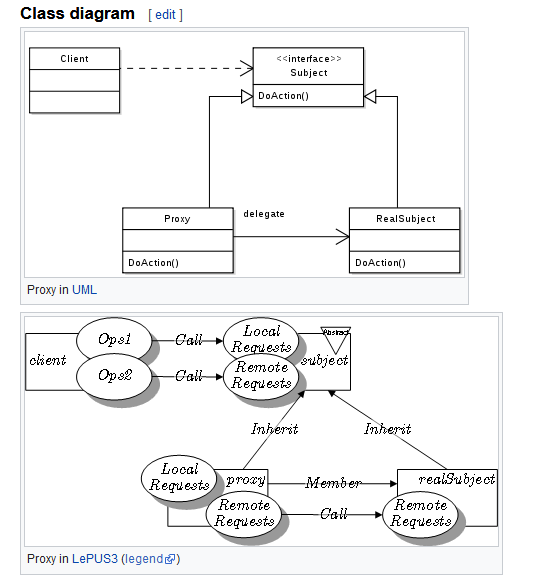 Class diagram [ edit ]
Client
<<interface>>
Subject
DoAction()
Proxy
delegate
RealSubject
DoAction()
DoAction()
Proxy in UML
client
Ops1
Call
Local
Requests
Abstract
subject
Ops2
Call
Remote
Requests
Inherit
Inherit
Local
Requests
proxy
Member
realSubject
Remote
Requests
Call
Remote
Requests
Proxy in LePUS3 (legend)